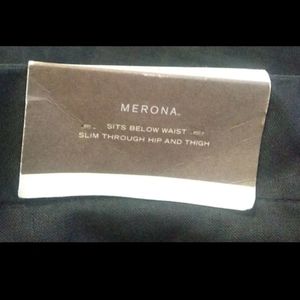 MERONA
SITS BELOW WAIST
SLIM THROUGH HIP AND THIGH